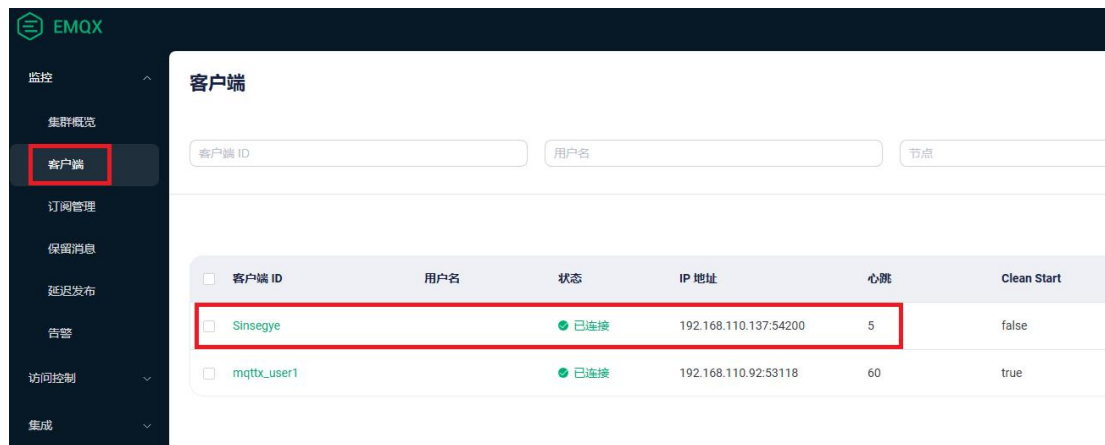 EMQX
监控
集群概览
客户端
订阅管理
保留消息
延迟发布
告警
访问控制
集成
客户端
客户端 ID 用户名 节点
客户端 ID 用户名 状态 IP 地址 心跳 Clean Start
Sinsegye 已连接 192.168.110.137:54200 5 false
mqttx_user1 已连接 192.168.110.92:53118 60 true